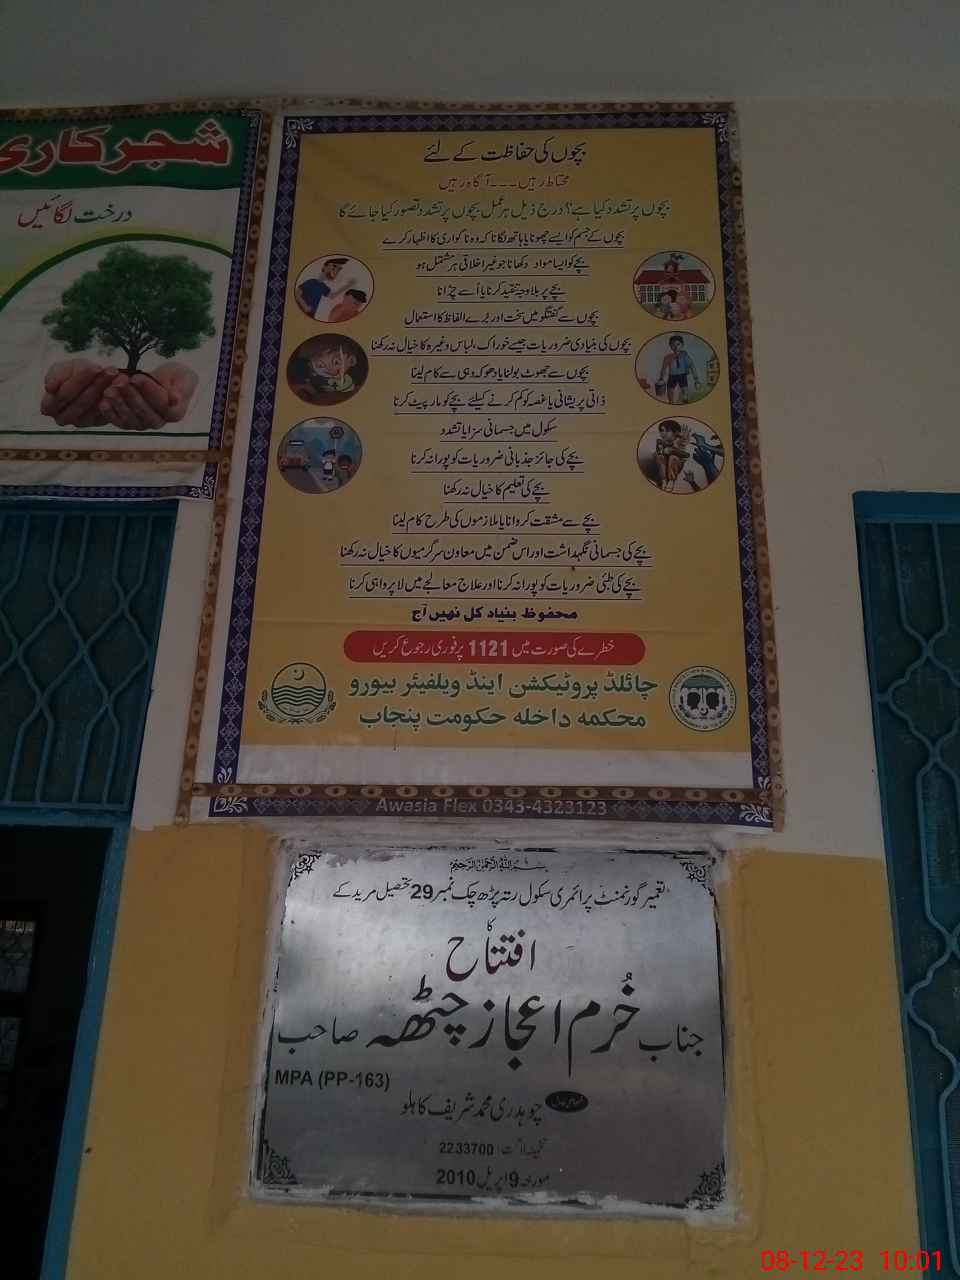 شجرکاری
درخت لگائیں
بچوں کی حفاظت کے لئے
محتاط رہیں ۔۔۔ آگاہ رہیں
بچوں پر تشدد کیا ہے؟ درج ذیل ہر عمل بچوں پر تشدد تصور کیا جائے گا
بچوں کے جسم کو ایسے چھونا یا ہاتھ لگانا کہ وہ ناگواری کا اظہار کرے
بچے کو ایسا مواد دکھانا جو غیر اخلاقی پر مشتمل ہو
بچے پر بلاوجہ تنقید کرنا یا اُسے چڑانا
بچوں سے گفتگو میں سخت اور بُرے الفاظ کا استعمال
بچوں کی بنیادی ضروریات جیسے خوراک، لباس وغیرہ کا خیال نہ رکھنا
بچوں سے جھوٹ بولنا یا دھوکہ دہی سے کام لینا
ذاتی پریشانی یا غصہ کو کم کرنے کیلئے بچے کو مار پیٹ کرنا
سکول میں جسمانی سزا یا تشدد
بچے کی جائز جذباتی ضروریات کو پورا نہ کرنا
بچے کی تعلیم کا خیال نہ رکھنا
بچے سے مشقت کروانا یا ملازموں کی طرح کام لینا
بچے کی جسمانی نگہداشت اور اس ضمن میں معاون سرگرمیوں کا خیال نہ رکھنا
بچے کی طبّی ضروریات کو پورا نہ کرنا اور علاج معالجے میں لاپرواہی کرنا
محفوظ بنیاد کل نہیں آج
خطرے کی صورت میں 1121 پر فوری رجوع کریں
چائلڈ پروٹیکشن اینڈ ویلفیئر بیورو
محکمہ داخلہ حکومت پنجاب
Awasia Flex 0343-4323123
بسم اللہ الرحمن الرحیم
تعمیر گورنمنٹ پرائمری سکول رتہ پڑھ چک نمبر 29 تحصیل مریدکے
کا
افتتاح
جناب خُرم اعجاز چٹھہ صاحب
MPA (PP-163)
چوہدری محمد شریف کاہلو
تخمینہ لاگت 2233700
مورخہ 9 اپریل 2010
08-12-23 10:01